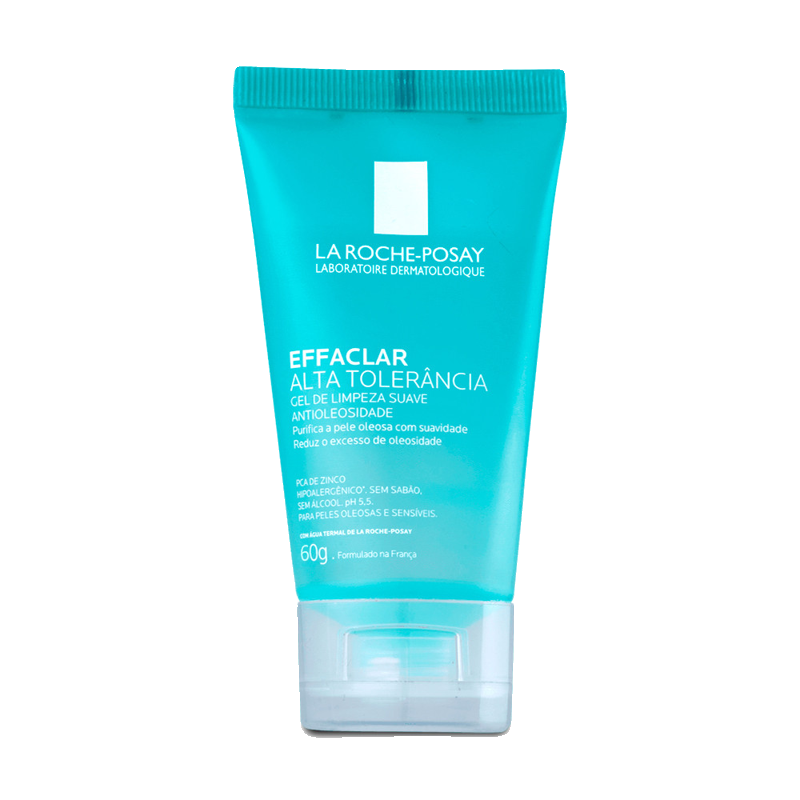 LA ROCHE-POSAY
LABORATOIRE DERMATOLOGIQUE
EFFACLAR
ALTA TOLERÂNCIA
GEL DE LIMPEZA SUAVE
ANTIOLEOSIDADE
Purifica a pele oleosa com suavidade
Reduz o excesso de oleosidade
PCA DE ZINCO
HIPOALERGÊNICO*. SEM SABÃO,
SEM ÁLCOOL. pH 5,5.
PARA PELES OLEOSAS E SENSÍVEIS.
COM ÁGUA TERMAL DE LA ROCHE-POSAY
60g . Formulado na França